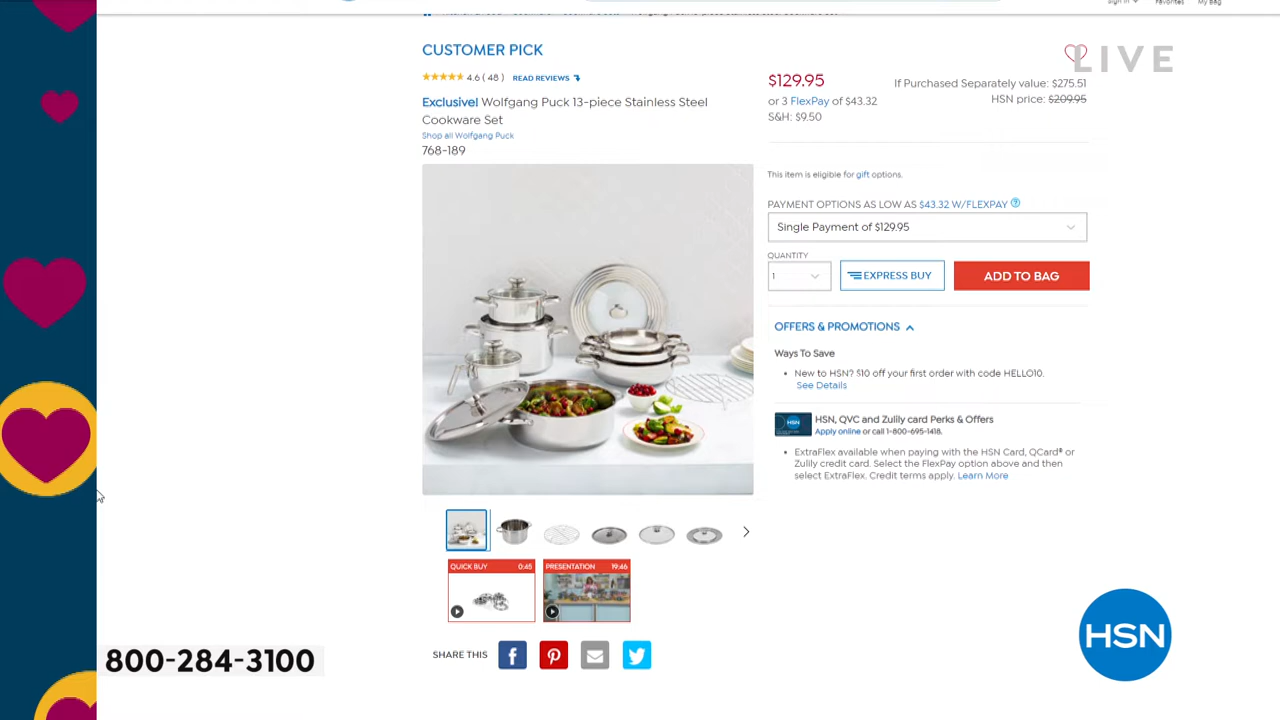 Sign In
Favorites
My Bag
CUSTOMER PICK
LIVE
4.6 ( 48 ) READ REVIEWS
$129.95
If Purchased Separately value: $275.51
or 3 FlexPay of $43.32
HSN price: $209.95
S&H: $9.50
Exclusive! Wolfgang Puck 13-piece Stainless Steel
Cookware Set
Shop all Wolfgang Puck
768-189
This item is eligible for gift options.
PAYMENT OPTIONS AS LOW AS $43.32 W/FLEXPAY
Single Payment of $129.95
QUANTITY
1
EXPRESS BUY
ADD TO BAG
OFFERS & PROMOTIONS
Ways To Save
New to HSN? $10 off your first order with code HELLO10.
See Details
HSN
HSN, QVC and Zulily card Perks & Offers
Apply online or call 1-800-695-1418.
ExtraFlex available when paying with the HSN Card, QCard® or
Zulily credit card. Select the FlexPay option above and then
select ExtraFlex. Credit terms apply. Learn More
QUICK BUY 0:45
PRESENTATION 19:46
SHARE THIS
HSN
800-284-3100